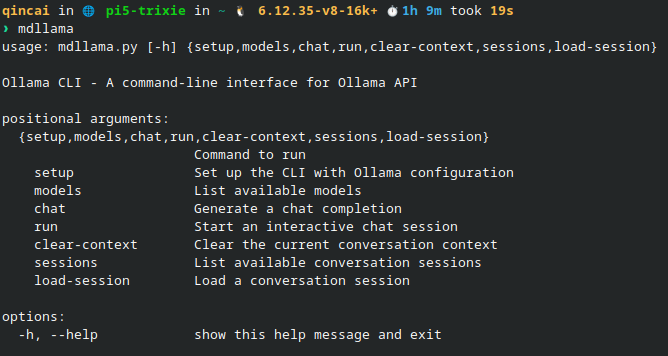 qincai in 🌐 pi5-trixie in ~ 🐧 6.12.35-v8-16k+ ⏱1h 9m took 19s
❯ mdllama
usage: mdllama.py [-h] {setup,models,chat,run,clear-context,sessions,load-session}
Ollama CLI - A command-line interface for Ollama API
positional arguments:
{setup,models,chat,run,clear-context,sessions,load-session}
Command to run
setup Set up the CLI with Ollama configuration
models List available models
chat Generate a chat completion
run Start an interactive chat session
clear-context Clear the current conversation context
sessions List available conversation sessions
load-session Load a conversation session
options:
-h, --help show this help message and exit